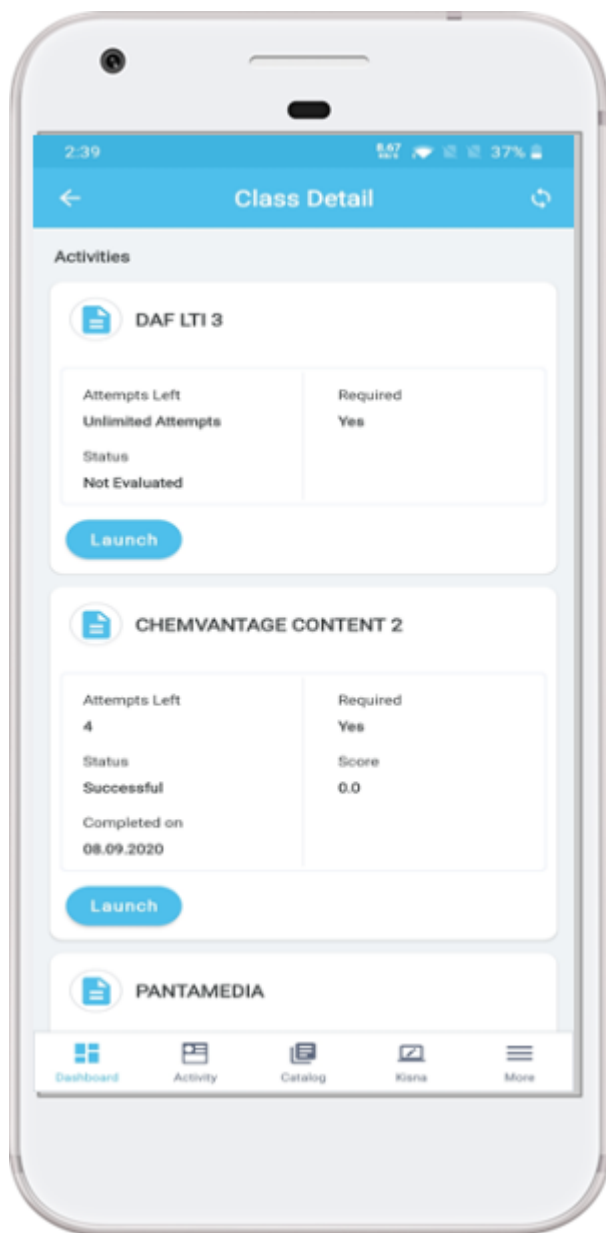 2:39 8.67 37%
Class Detail
Activities
DAF LTI 3
Attempts Left Required
Unlimited Attempts Yes
Status
Not Evaluated
Launch
CHEMVANTAGE CONTENT 2
Attempts Left Required
4 Yes
Status Score
Successful 0.0
Completed on
08.09.2020
Launch
PANTAMEDIA
Dashboard Activity Catalog Kisna More